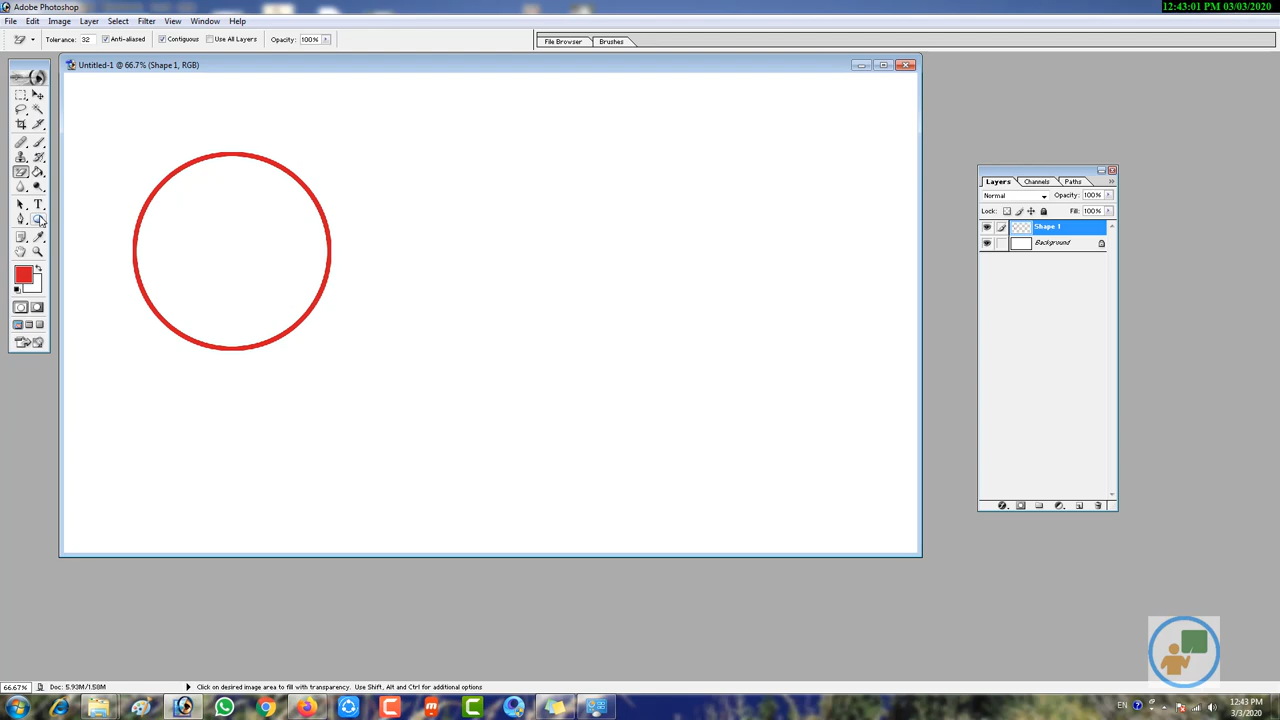 Adobe Photoshop
12:43:01 PM 03/03/2020
File Edit Image Layer Select Filter View Window Help
Tolerance: 32 Anti-aliased Contiguous Use All Layers Opacity: 100%
File Browser Brushes
Untitled-1 @ 66.7% (Shape 1, RGB)
Layers Channels Paths
Normal Opacity: 100%
Lock: Fill: 100%
Shape 1
Background
T
66.67% Doc: 5.93M/1.58M Click on desired image area to fill with transparency. Use Shift, Alt and Ctrl for additional options
EN 12:43 PM
3/3/2020